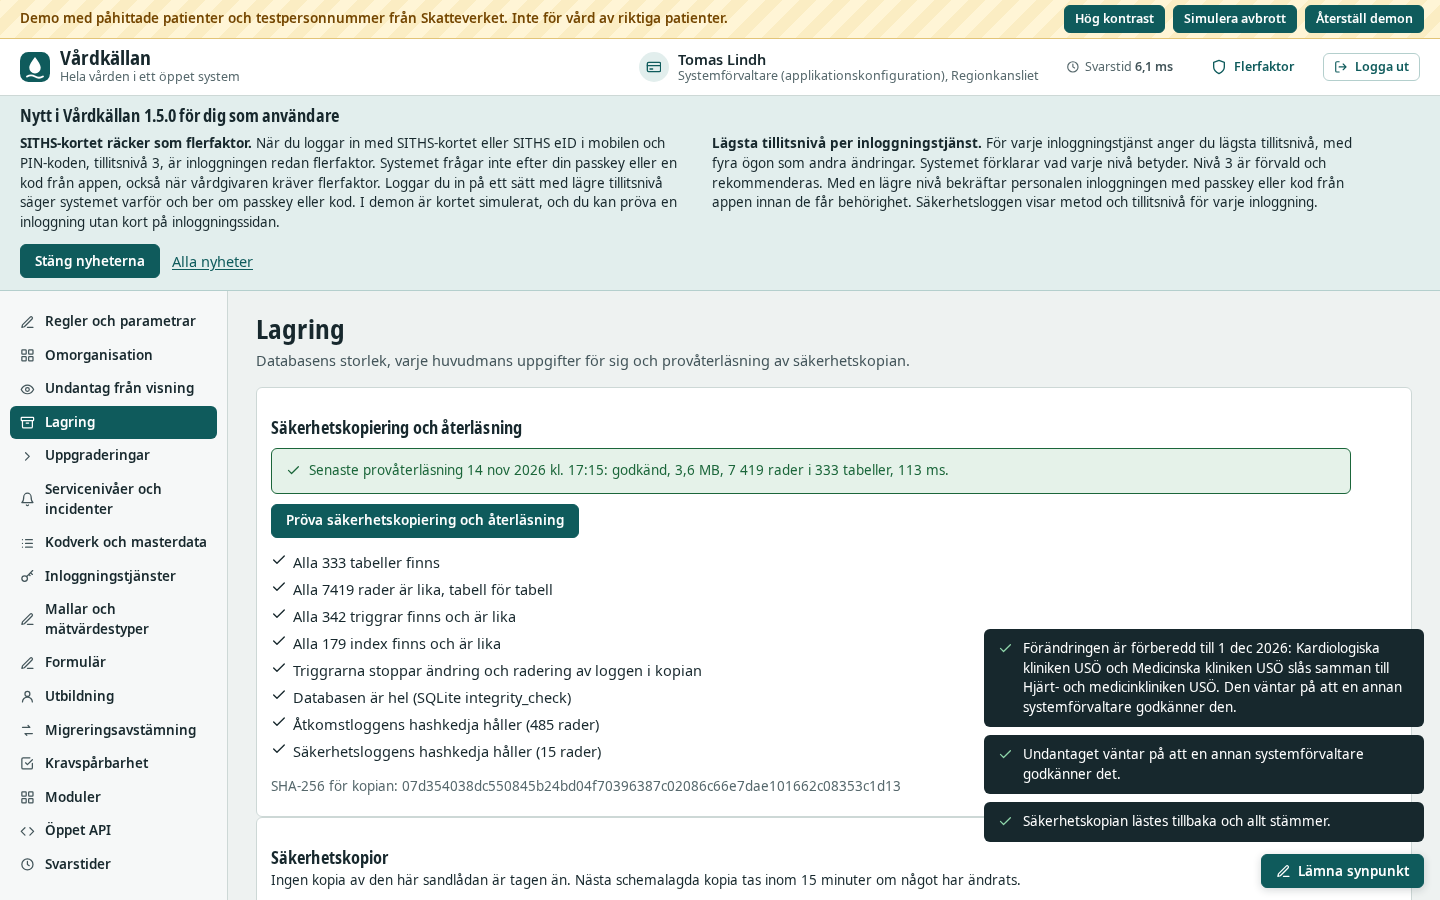 Demo med påhittade patienter och testpersonnummer från Skatteverket. Inte för vård av riktiga patienter.
Hög kontrast
Simulera avbrott
Återställ demon
Vårdkällan
Hela vården i ett öppet system
Tomas Lindh
Systemförvaltare (applikationskonfiguration), Regionkansliet
Svarstid 6,1 ms
Flerfaktor
Logga ut
Nytt i Vårdkällan 1.5.0 för dig som användare
SITHS-kortet räcker som flerfaktor. När du loggar in med SITHS-kortet eller SITHS eID i mobilen och
PIN-koden, tillitsnivå 3, är inloggningen redan flerfaktor. Systemet frågar inte efter din passkey eller en
kod från appen, också när vårdgivaren kräver flerfaktor. Loggar du in på ett sätt med lägre tillitsnivå
säger systemet varför och ber om passkey eller kod. I demon är kortet simulerat, och du kan pröva en
inloggning utan kort på inloggningssidan.
Lägsta tillitsnivå per inloggningstjänst. För varje inloggningstjänst anger du lägsta tillitsnivå, med
fyra ögon som andra ändringar. Systemet förklarar vad varje nivå betyder. Nivå 3 är förvald och
rekommenderas. Med en lägre nivå bekräftar personalen inloggningen med passkey eller kod från
appen innan de får behörighet. Säkerhetsloggen visar metod och tillitsnivå för varje inloggning.
Stäng nyheterna
Alla nyheter
Regler och parametrar
Omorganisation
Undantag från visning
Lagring
Uppgraderingar
Servicenivåer och
incidenter
Kodverk och masterdata
Inloggningstjänster
Mallar och
mätvärdestyper
Formulär
Utbildning
Migreringsavstämning
Kravspårbarhet
Moduler
Öppet API
Svarstider
Lagring
Databasens storlek, varje huvudmans uppgifter för sig och provåterläsning av säkerhetskopian.
Säkerhetskopiering och återläsning
Senaste provåterläsning 14 nov 2026 kl. 17:15: godkänd, 3,6 MB, 7 419 rader i 333 tabeller, 113 ms.
Pröva säkerhetskopiering och återläsning
Alla 333 tabeller finns
Alla 7419 rader är lika, tabell för tabell
Alla 342 triggrar finns och är lika
Alla 179 index finns och är lika
Triggrarna stoppar ändring och radering av loggen i kopian
Databasen är hel (SQLite integrity_check)
Åtkomstloggens hashkedja håller (485 rader)
Säkerhetsloggens hashkedja håller (15 rader)
SHA-256 för kopian: 07d354038dc550845b24bd04f70396387c02086c66e7dae101662c08353c1d13
Säkerhetskopior
Ingen kopia av den här sandlådan är tagen än. Nästa schemalagda kopia tas inom 15 minuter om något har ändrats.
Förändringen är förberedd till 1 dec 2026: Kardiologiska
kliniken USÖ och Medicinska kliniken USÖ slås samman till
Hjärt- och medicinkliniken USÖ. Den väntar på att en annan
systemförvaltare godkänner den.
Undantaget väntar på att en annan systemförvaltare
godkänner det.
Säkerhetskopian lästes tillbaka och allt stämmer.
Lämna synpunkt